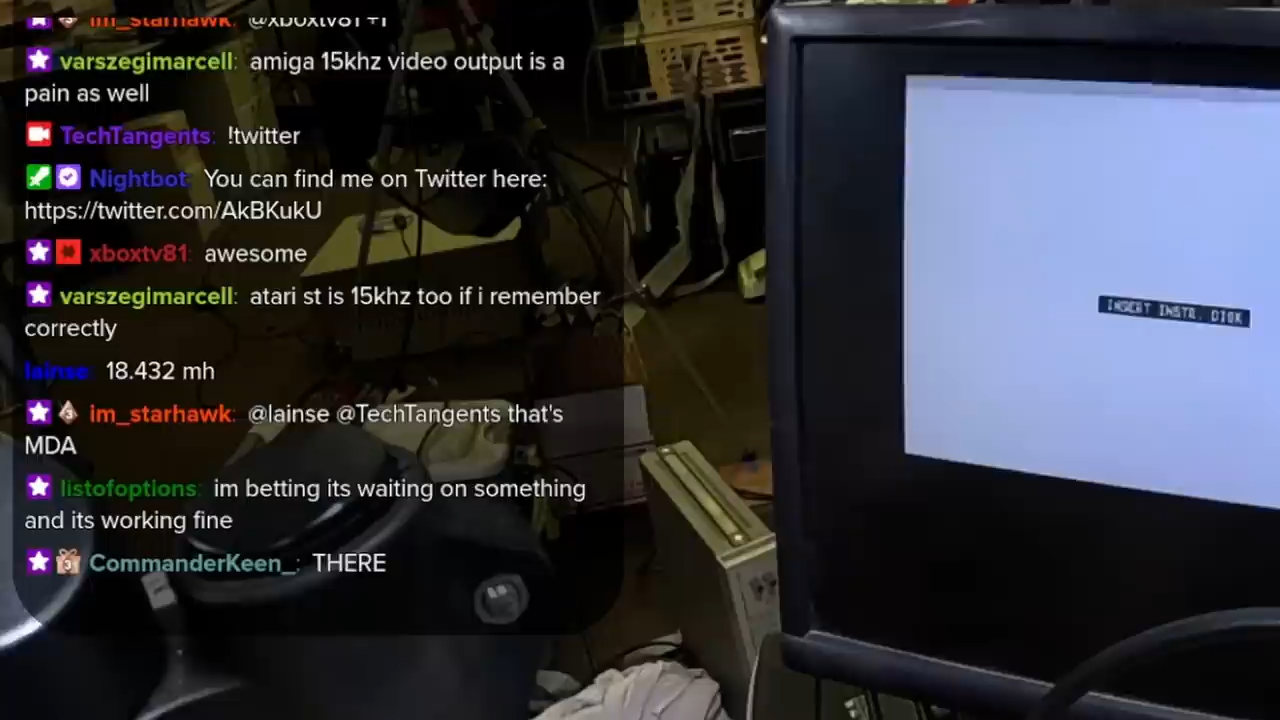 im_starhawk: @xboxtv81 +1
varszegimarcell: amiga 15khz video output is a
pain as well
TechTangents: !twitter
Nightbot: You can find me on Twitter here:
https://twitter.com/AkBKukU
xboxtv81: awesome
varszegimarcell: atari st is 15khz too if i remember
correctly
lainse: 18.432 mh
im_starhawk: @lainse @TechTangents that's
MDA
listofoptions: im betting its waiting on something
and its working fine
CommanderKeen_: THERE
INSERT INSTR. DISK